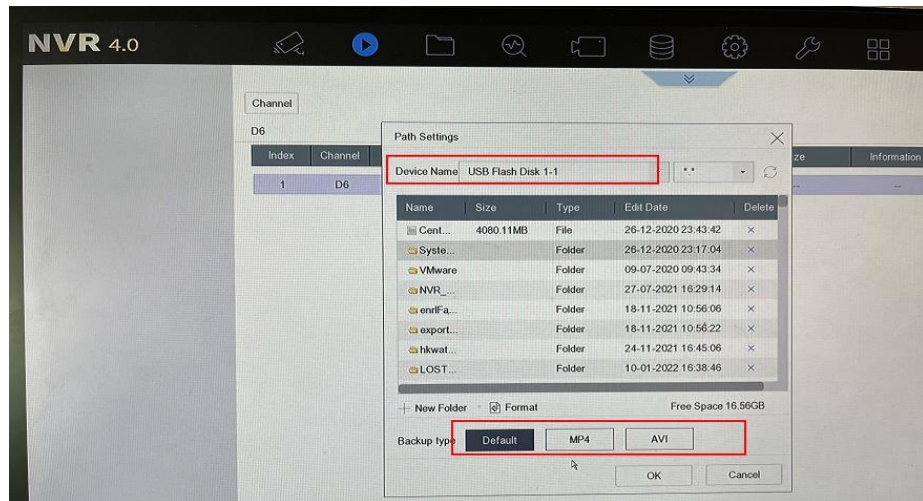 NVR 4.0
Channel
D6
Index Channel ze Information
1 D6 -- --
Path Settings
Device Name USB Flash Disk 1-1 *.*
Name Size Type Edit Date Delete
Cent... 4080.11MB File 26-12-2020 23:43:42 ×
Syste... Folder 26-12-2020 23:17:04 ×
VMware Folder 09-07-2020 09:43:34 ×
NVR_... Folder 27-07-2021 16:29:14 ×
enrlFa... Folder 18-11-2021 10:56:06 ×
export... Folder 18-11-2021 10:56:22 ×
hkwat... Folder 24-11-2021 16:45:06 ×
LOST... Folder 10-01-2022 16:38:46 ×
New Folder Format Free Space 16.56GB
Backup type Default MP4 AVI
OK Cancel